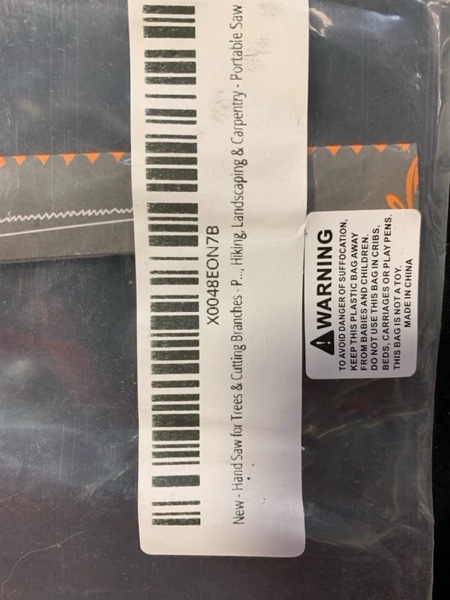 X0048EON7B
New - Hand Saw for Trees & Cutting Branches - P..., Hiking, Landscaping & Carpentry - Portable Saw
WARNING
TO AVOID DANGER OF SUFFOCATION,
KEEP THIS PLASTIC BAG AWAY
FROM BABIES AND CHILDREN.
DO NOT USE THIS BAG IN CRIBS,
BEDS, CARRIAGES OR PLAY PENS.
THIS BAG IS NOT A TOY.
MADE IN CHINA